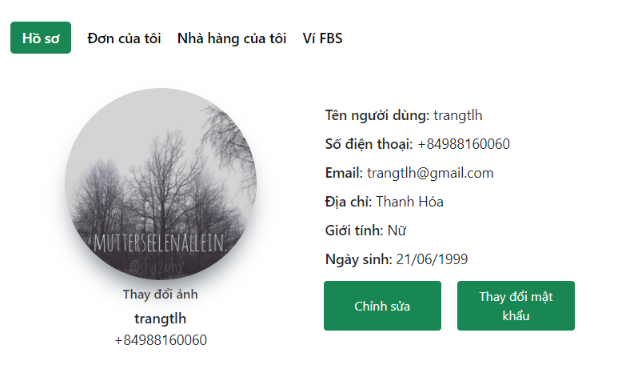 Hồ sơ Đơn của tôi Nhà hàng của tôi Ví FBS
MUTTERSEELENALLEIN
Thay đổi ảnh
trangtlh
+84988160060
Tên người dùng: trangtlh
Số điện thoại: +84988160060
Email: trangtlh@gmail.com
Địa chỉ: Thanh Hóa
Giới tính: Nữ
Ngày sinh: 21/06/1999
Chỉnh sửa
Thay đổi mật
khẩu